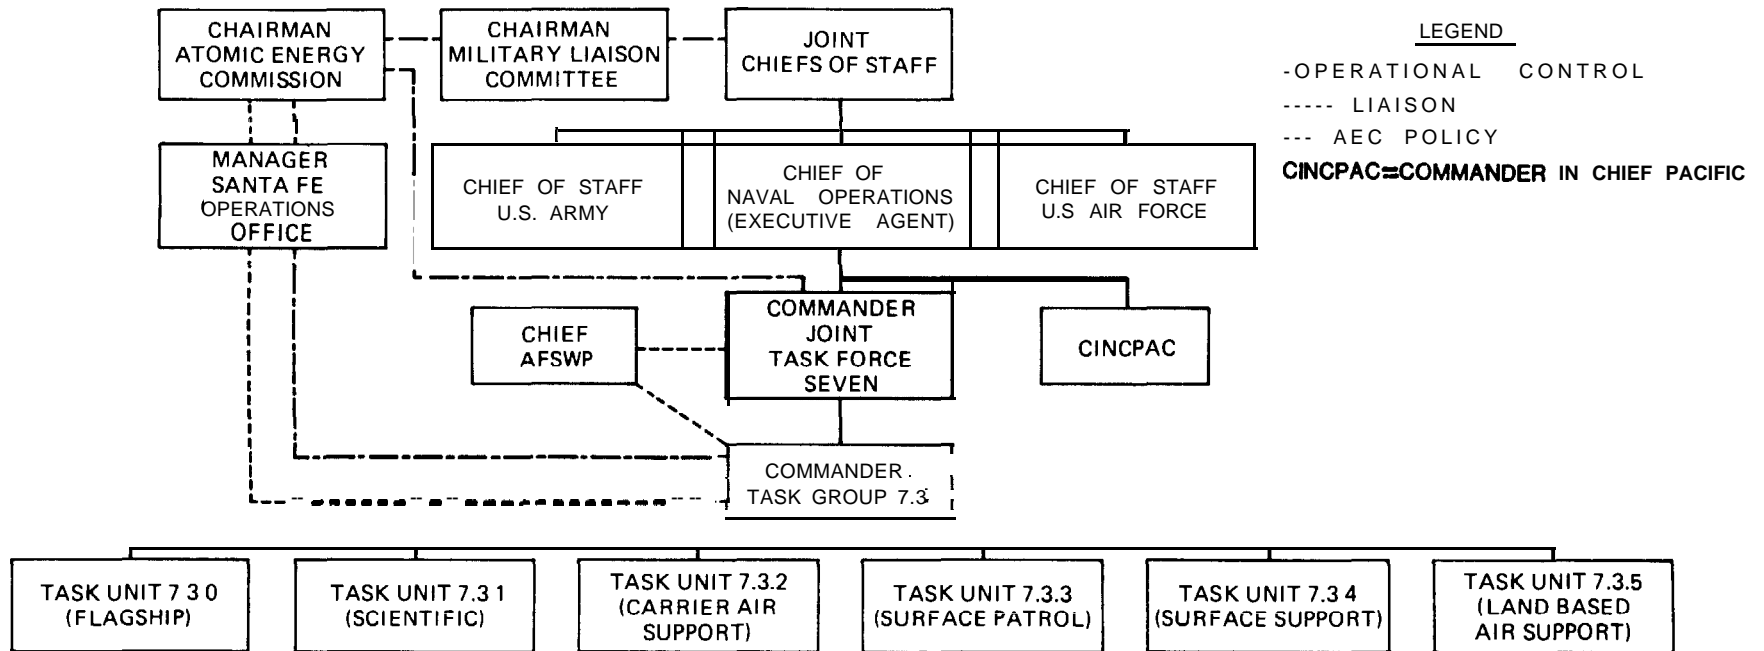 CHAIRMAN
ATOMIC ENERGY
COMMISSION
CHAIRMAN
MILITARY LIAISON
COMMITTEE
JOINT
CHIEFS OF STAFF
LEGEND
-OPERATIONAL CONTROL
----- LIAISON
--- AEC POLICY
CINCPAC=COMMANDER IN CHIEF PACIFIC
MANAGER
SANTA FE
OPERATIONS
OFFICE
CHIEF OF STAFF
U.S. ARMY
CHIEF OF
NAVAL OPERATIONS
(EXECUTIVE AGENT)
CHIEF OF STAFF
U.S AIR FORCE
CHIEF
AFSWP
COMMANDER
JOINT
TASK FORCE
SEVEN
CINCPAC
COMMANDER.
TASK GROUP 7.3
TASK UNIT 7 3 0
(FLAGSHIP)
TASK UNIT 7.3 1
(SCIENTIFIC)
TASK UNIT 7.3.2
(CARRIER AIR
SUPPORT)
TASK UNIT 7.3.3
(SURFACE PATROL)
TASK UNIT 7.3 4
(SURFACE SUPPORT)
TASK UNIT 7.3.5
(LAND BASED
AIR SUPPORT)